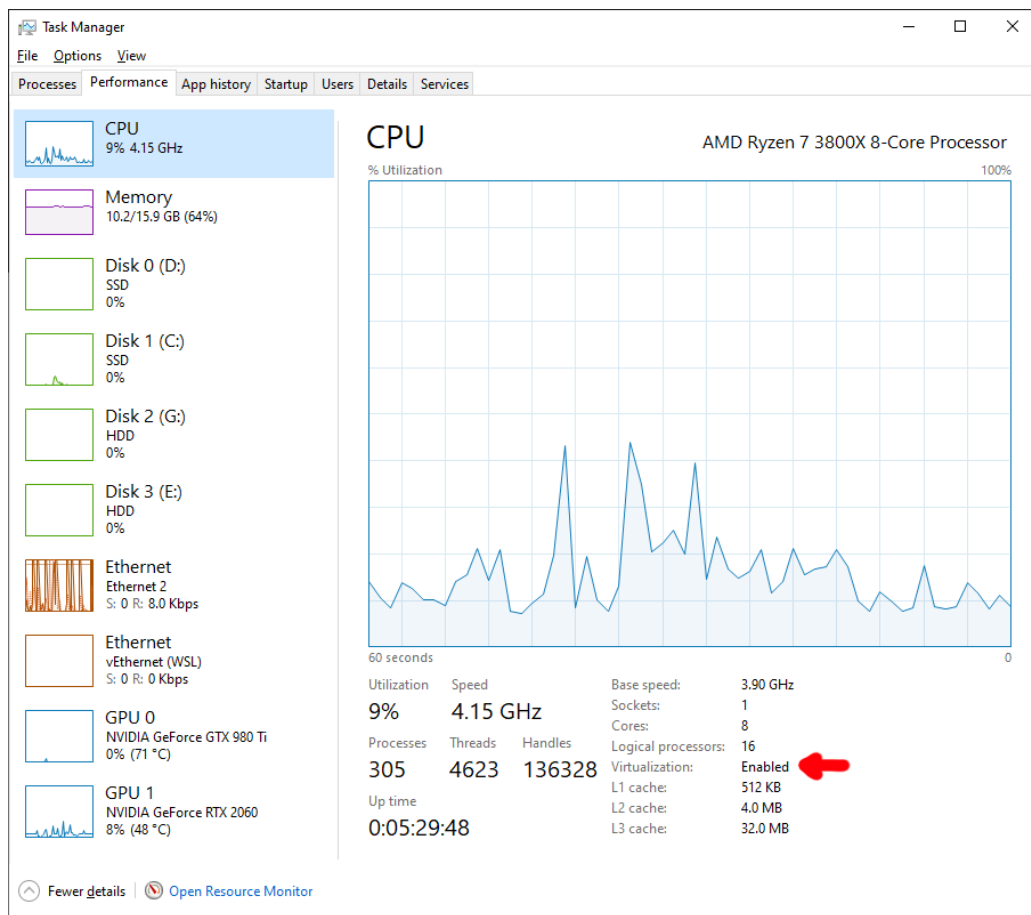 Task Manager
File Options View
Processes Performance App history Startup Users Details Services
CPU
9% 4.15 GHz
Memory
10.2/15.9 GB (64%)
Disk 0 (D:)
SSD
0%
Disk 1 (C:)
SSD
0%
Disk 2 (G:)
HDD
0%
Disk 3 (E:)
HDD
0%
Ethernet
Ethernet 2
S: 0 R: 8.0 Kbps
Ethernet
vEthernet (WSL)
S: 0 R: 0 Kbps
GPU 0
NVIDIA GeForce GTX 980 Ti
0% (71 °C)
GPU 1
NVIDIA GeForce RTX 2060
8% (48 °C)
CPU AMD Ryzen 7 3800X 8-Core Processor
% Utilization 100%
60 seconds 0
Utilization Speed
9% 4.15 GHz
Processes Threads Handles
305 4623 136328
Up time
0:05:29:48
Base speed: 3.90 GHz
Sockets: 1
Cores: 8
Logical processors: 16
Virtualization: Enabled
L1 cache: 512 KB
L2 cache: 4.0 MB
L3 cache: 32.0 MB
Fewer details Open Resource Monitor